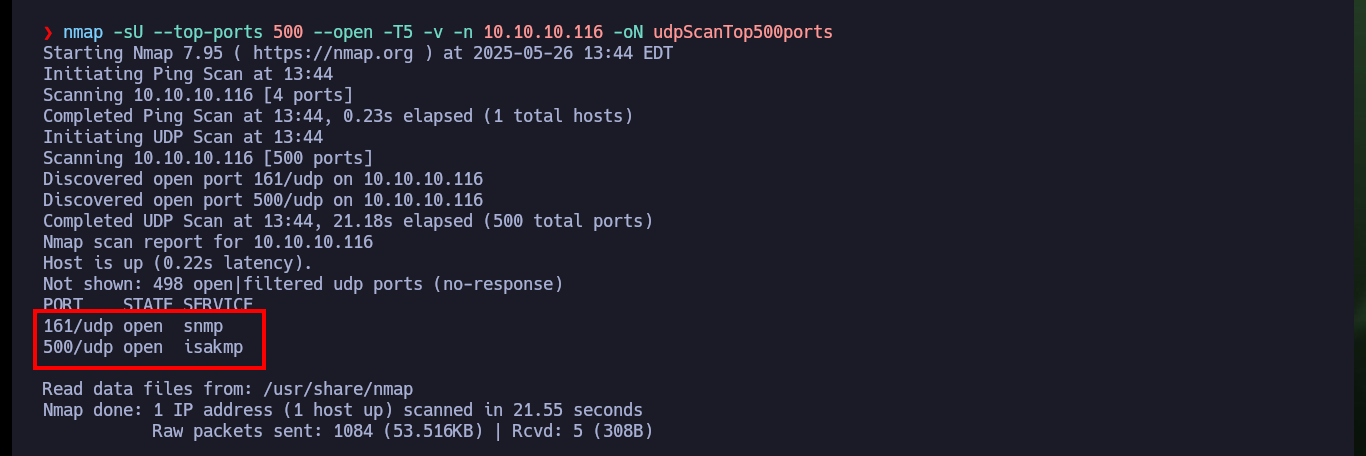 ❯ nmap -sU --top-ports 500 --open -T5 -v -n 10.10.10.116 -oN udpScanTop500ports
Starting Nmap 7.95 ( https://nmap.org ) at 2025-05-26 13:44 EDT
Initiating Ping Scan at 13:44
Scanning 10.10.10.116 [4 ports]
Completed Ping Scan at 13:44, 0.23s elapsed (1 total hosts)
Initiating UDP Scan at 13:44
Scanning 10.10.10.116 [500 ports]
Discovered open port 161/udp on 10.10.10.116
Discovered open port 500/udp on 10.10.10.116
Completed UDP Scan at 13:44, 21.18s elapsed (500 total ports)
Nmap scan report for 10.10.10.116
Host is up (0.22s latency).
Not shown: 498 open|filtered udp ports (no-response)
PORT    STATE SERVICE
161/udp open  snmp
500/udp open  isakmp
Read data files from: /usr/share/nmap
Nmap done: 1 IP address (1 host up) scanned in 21.55 seconds
           Raw packets sent: 1084 (53.516KB) | Rcvd: 5 (308B)